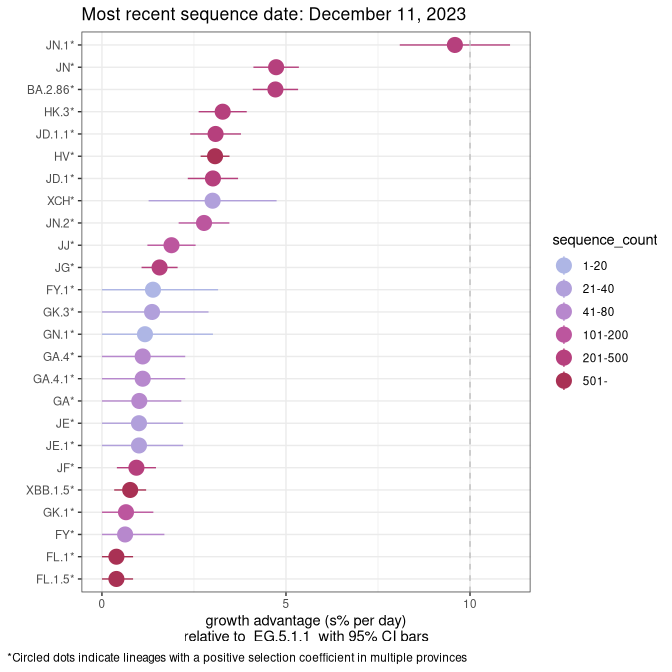 Most recent sequence date: December 11, 2023
JN.1*
JN*
BA.2.86*
HK.3*
JD.1.1*
HV*
JD.1*
XCH*
JN.2*
JJ*
JG*
FY.1*
GK.3*
GN.1*
GA.4*
GA.4.1*
GA*
JE*
JE.1*
JF*
XBB.1.5*
GK.1*
FY*
FL.1*
FL.1.5*
0 5 10
growth advantage (s% per day)
relative to EG.5.1.1 with 95% CI bars
sequence_count
1-20
21-40
41-80
101-200
201-500
501-
*Circled dots indicate lineages with a positive selection coefficient in multiple provinces